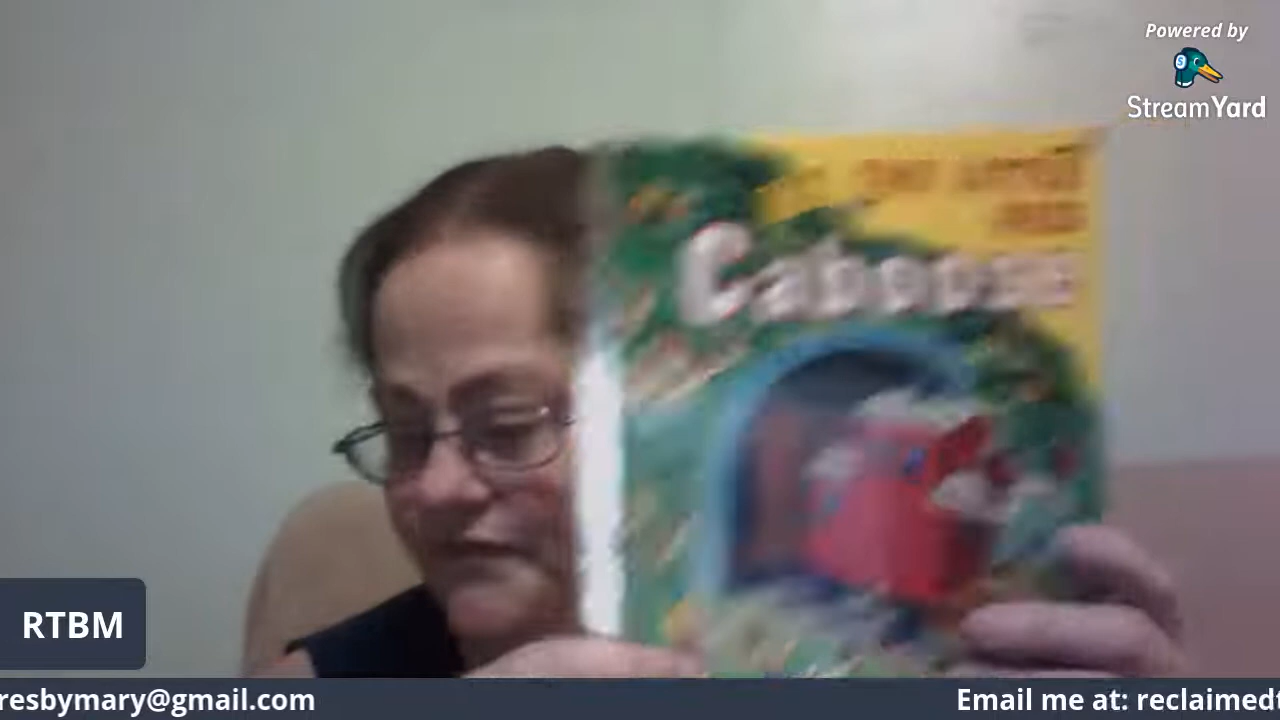 Powered by
StreamYard
Caboose
RTBM
resbymary@gmail.com
Email me at: reclaimedt